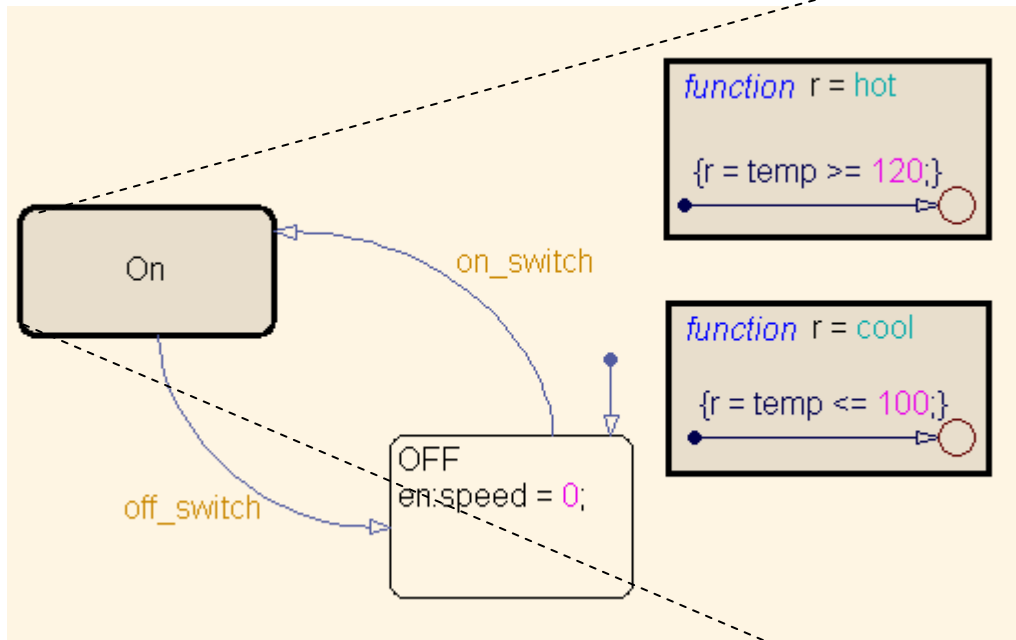 function r = hot
{r = temp >= 120;}
On
on_switch
function r = cool
{r = temp <= 100;}
OFF
en:speed = 0;
off_switch